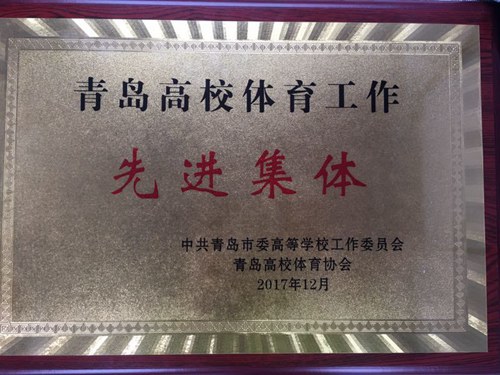 青岛高校体育工作
先进集体
中共青岛市委高等学校工作委员会
青岛高校体育协会
2017年12月